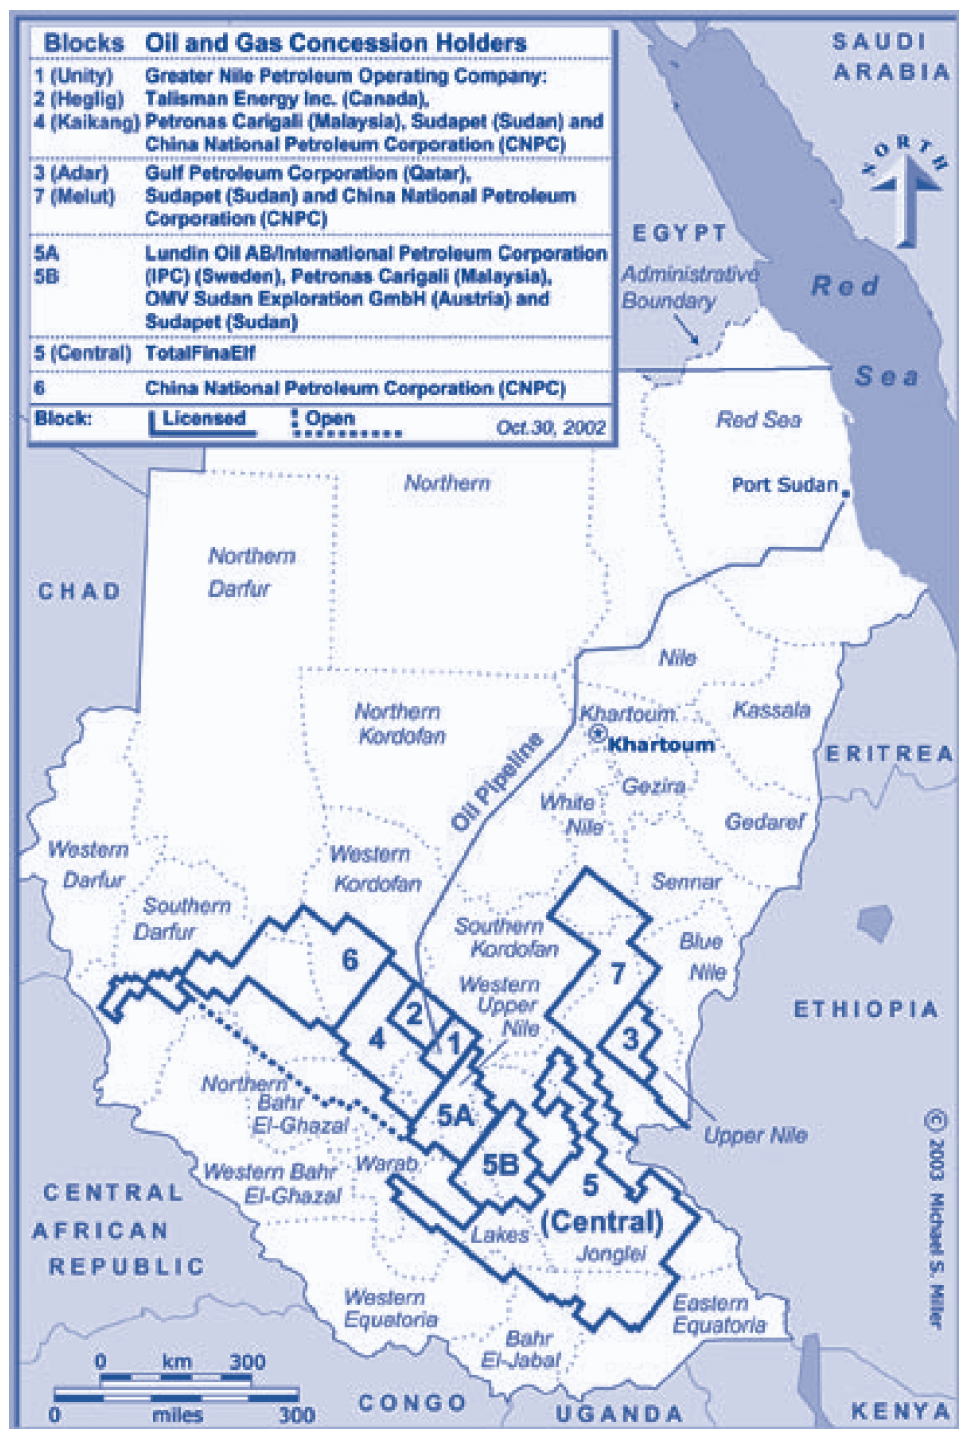 Blocks Oil and Gas Concession Holders
1 (Unity) Greater Nile Petroleum Operating Company:
2 (Heglig) Talisman Energy Inc. (Canada),
4 (Kaikang) Petronas Carigali (Malaysia), Sudapet (Sudan) and
China National Petroleum Corporation (CNPC)
3 (Adar) Gulf Petroleum Corporation (Qatar),
7 (Melut) Sudapet (Sudan) and China National Petroleum
Corporation (CNPC)
5A Lundin Oil AB/International Petroleum Corporation
5B (IPC) (Sweden), Petronas Carigali (Malaysia),
OMV Sudan Exploration GmbH (Austria) and
Sudapet (Sudan)
5 (Central) TotalFinaElf
6 China National Petroleum Corporation (CNPC)
Block: Licensed Open Oct.30, 2002
SAUDI
ARABIA
NORTH
EGYPT
Administrative
Boundary
Red
Sea
Red Sea
Port Sudan
Northern
Northern
Darfur
CHAD
Nile
Northern
Kordofan
Khartoum
Khartoum
Kassala
ERITREA
Oil Pipeline
Gezira
White
Nile
Gedaref
Western
Darfur
Western
Kordofan
Sennar
Southern
Darfur
Southern
Kordofan
Blue
Nile
6
7
Western
Upper
Nile
2
4
1
3
ETHIOPIA
Northern
Bahr
El-Ghazal
5A
Upper Nile
Western Bahr
El-Ghazal
Warab
5B
5
(Central)
Lakes
Jonglei
CENTRAL
AFRICAN
REPUBLIC
Western
Equatoria
Eastern
Equatoria
Bahr
El-Jabal
© 2003 Michael S. Miller
0 km 300
0 miles 300
CONGO
UGANDA
KENYA